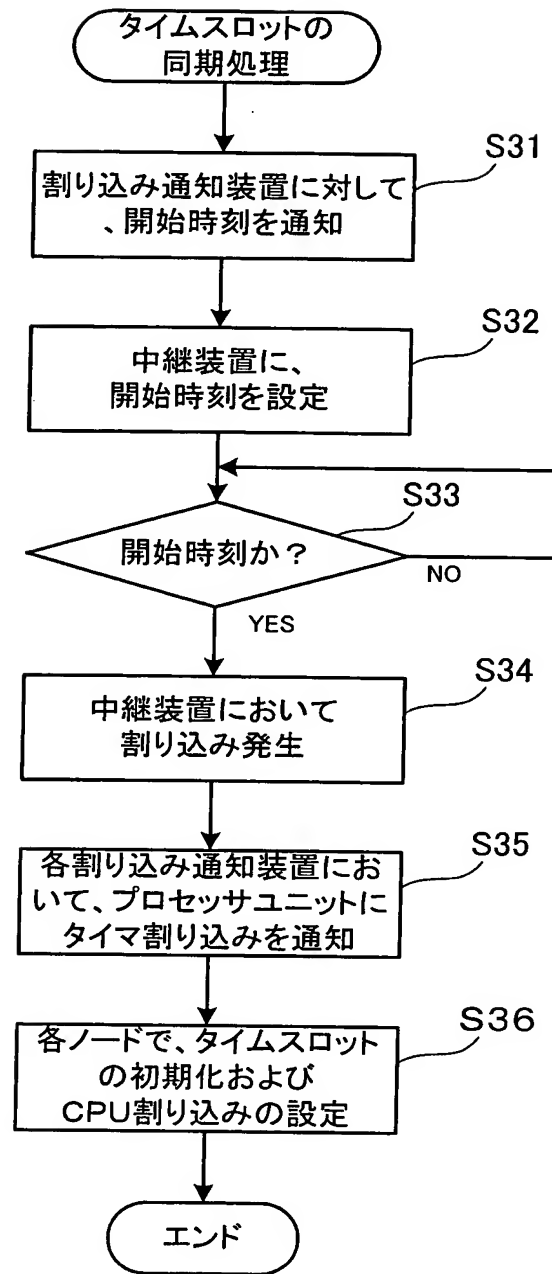 タイムスロットの
同期処理
S31
割り込み通知装置に対して
、開始時刻を通知
S32
中継装置に、
開始時刻を設定
S33
開始時刻か？
NO
YES
S34
中継装置において
割り込み発生
S35
各割り込み通知装置にお
いて、プロセッサユニットに
タイマ割り込みを通知
S36
各ノードで、タイムスロット
の初期化および
CPU割り込みの設定
エンド